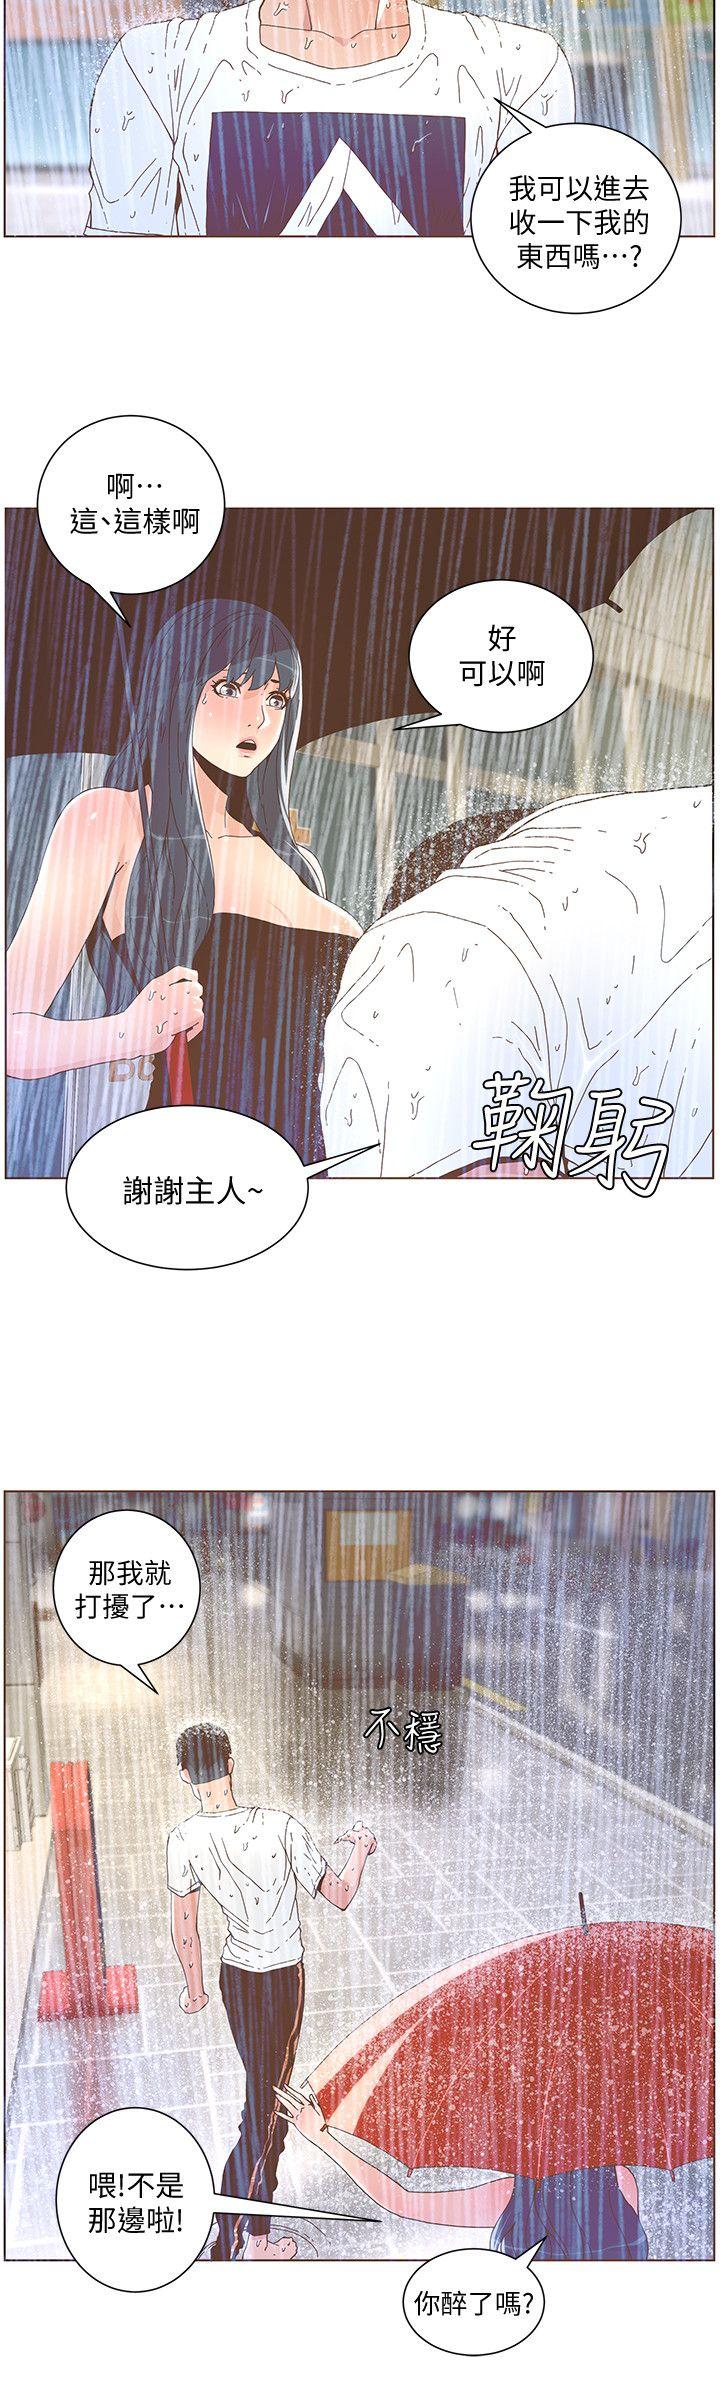 我可以進去
收一下我的
東西嗎…?
啊…
這、這樣啊
好
可以啊
鞠躬
謝謝主人~
那我就
打擾了…
不穩
喂!不是
那邊啦!
你醉了嗎?